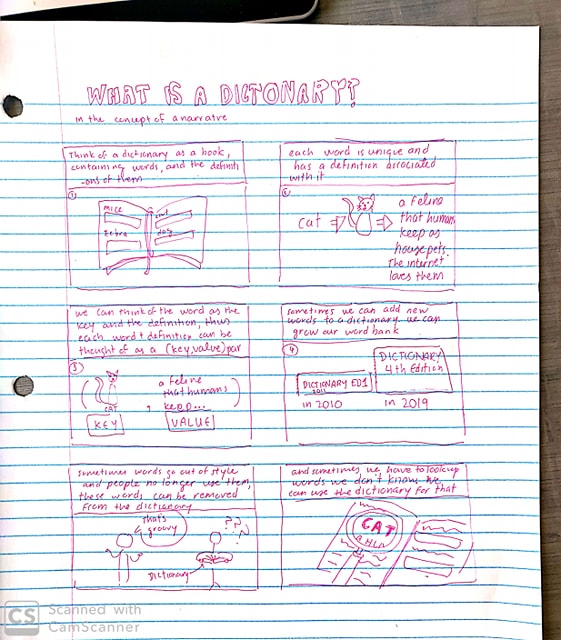 WHAT IS A DICTONARY?
in the concept of a narrative
Think of a dictionary as a book,
containing words, and the definiti
-ons of them
1
mice
owl
Zebra
dog
each word is unique and
has a definition associated
with it
cat
a feline
that humans
keep as
house pets.
The internet
loves them
we can think of the word as the
key and the definition, thus
each word + definition can be
thought of as a (key,value) par
3
CAT
,
a feline
that humans
keep...
KEY
VALUE
sometimes we can add new
words to a dictionary we can
grow our word bank
4
DICTIONARY ED1
in 2010
DICTIONARY
4th Edition
in 2019
sometimes words go out of style
and people no longer use them,
these words can be removed
from the dictionary
that's
groovy
???
Dictionary
and sometimes we have to lookup
words we don't know. We
can use the dictionary for that
CAT
CS Scanned with
CamScanner